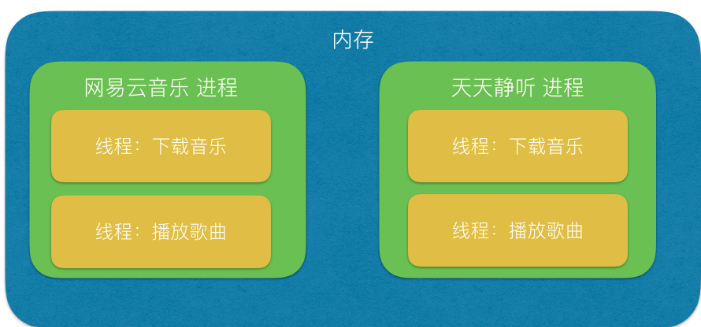 内存
网易云音乐 进程
线程：下载音乐
线程：播放歌曲
天天静听 进程
线程：下载音乐
线程：播放歌曲